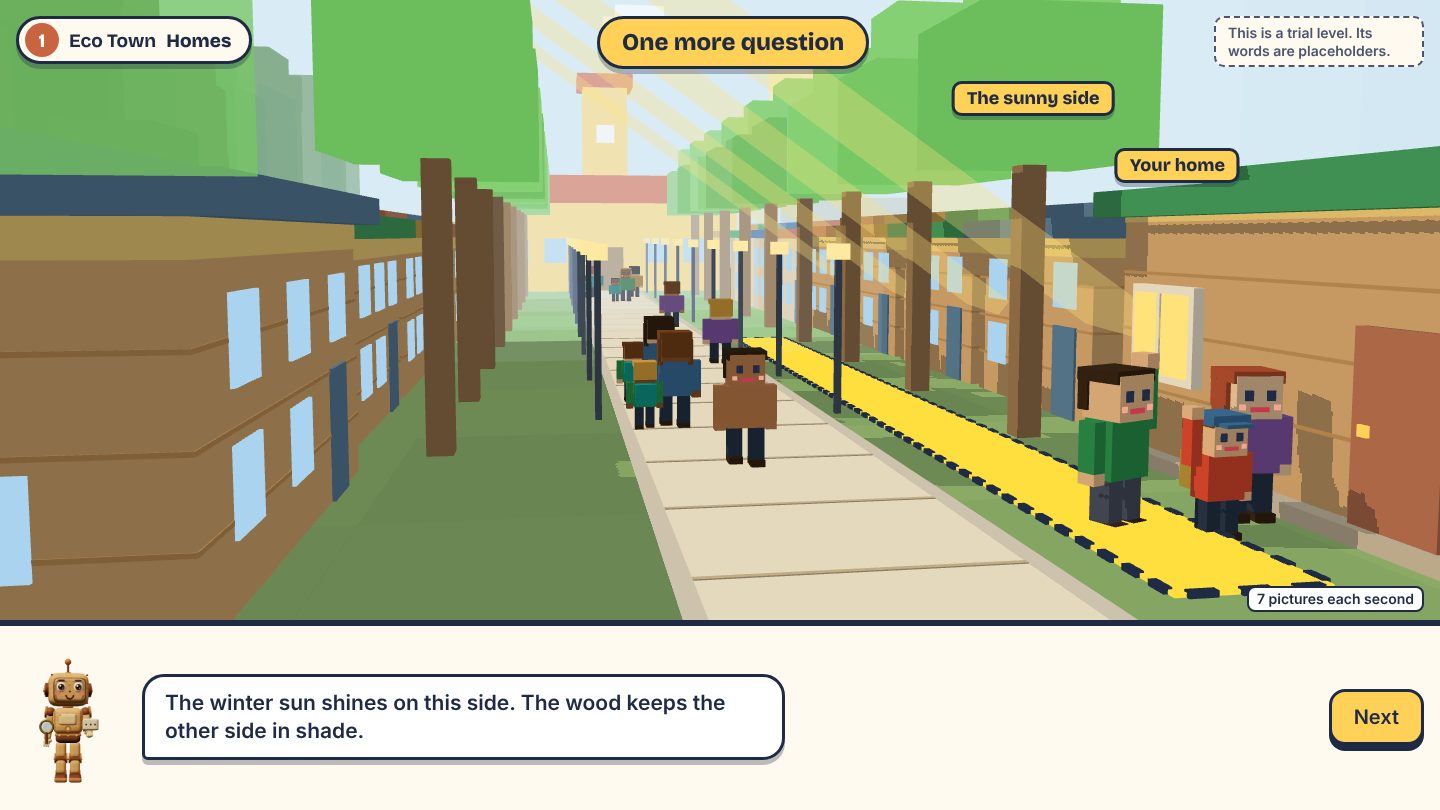 1 Eco Town Homes
One more question
This is a trial level. Its
words are placeholders.
The sunny side
Your home
7 pictures each second
The winter sun shines on this side. The wood keeps the
other side in shade.
Next